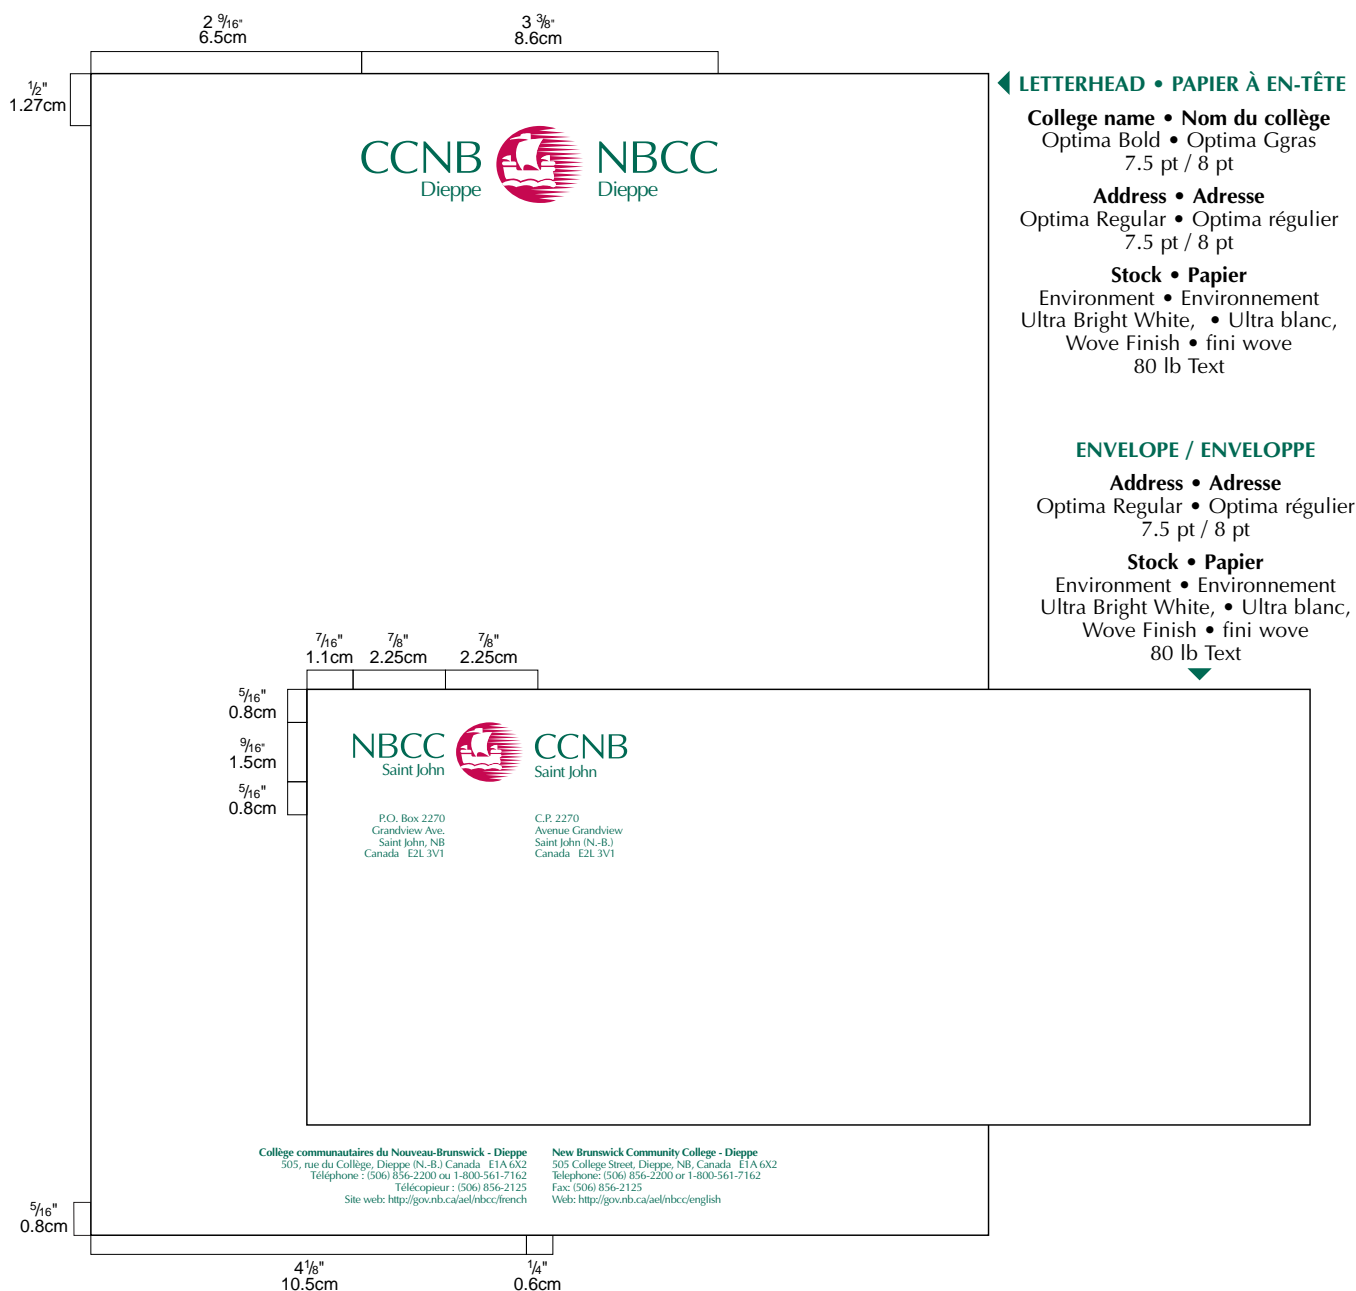 2 9/16"
6.5cm
3 3/8"
8.6cm
1/2"
1.27cm
CCNB NBCC
Dieppe Dieppe
LETTERHEAD • PAPIER À EN-TÊTE
College name • Nom du collège
Optima Bold • Optima Ggras
7.5 pt / 8 pt
Address • Adresse
Optima Regular • Optima régulier
7.5 pt / 8 pt
Stock • Papier
Environment • Environnement
Ultra Bright White, • Ultra blanc,
Wove Finish • fini wove
80 lb Text
ENVELOPE / ENVELOPPE
Address • Adresse
Optima Regular • Optima régulier
7.5 pt / 8 pt
Stock • Papier
Environment • Environnement
Ultra Bright White, • Ultra blanc,
Wove Finish • fini wove
80 lb Text
7/16" 7/8" 7/8"
1.1cm 2.25cm 2.25cm
5/16"
0.8cm
9/16"
1.5cm
5/16"
0.8cm
NBCC CCNB
Saint John Saint John
P.O. Box 2270
Grandview Ave.
Saint John, NB
Canada E2L 3V1
C.P. 2270
Avenue Grandview
Saint John (N.-B.)
Canada E2L 3V1
Collège communautaires du Nouveau-Brunswick - Dieppe
505, rue du Collège, Dieppe (N.-B.) Canada E1A 6X2
Téléphone : (506) 856-2200 ou 1-800-561-7162
Télécopieur : (506) 856-2125
Site web: http://gov.nb.ca/ael/nbcc/french
New Brunswick Community College - Dieppe
505 College Street, Dieppe, NB, Canada E1A 6X2
Telephone: (506) 856-2200 or 1-800-561-7162
Fax: (506) 856-2125
Web: http://gov.nb.ca/ael/nbcc/english
5/16"
0.8cm
4 1/8"
10.5cm
1/4"
0.6cm